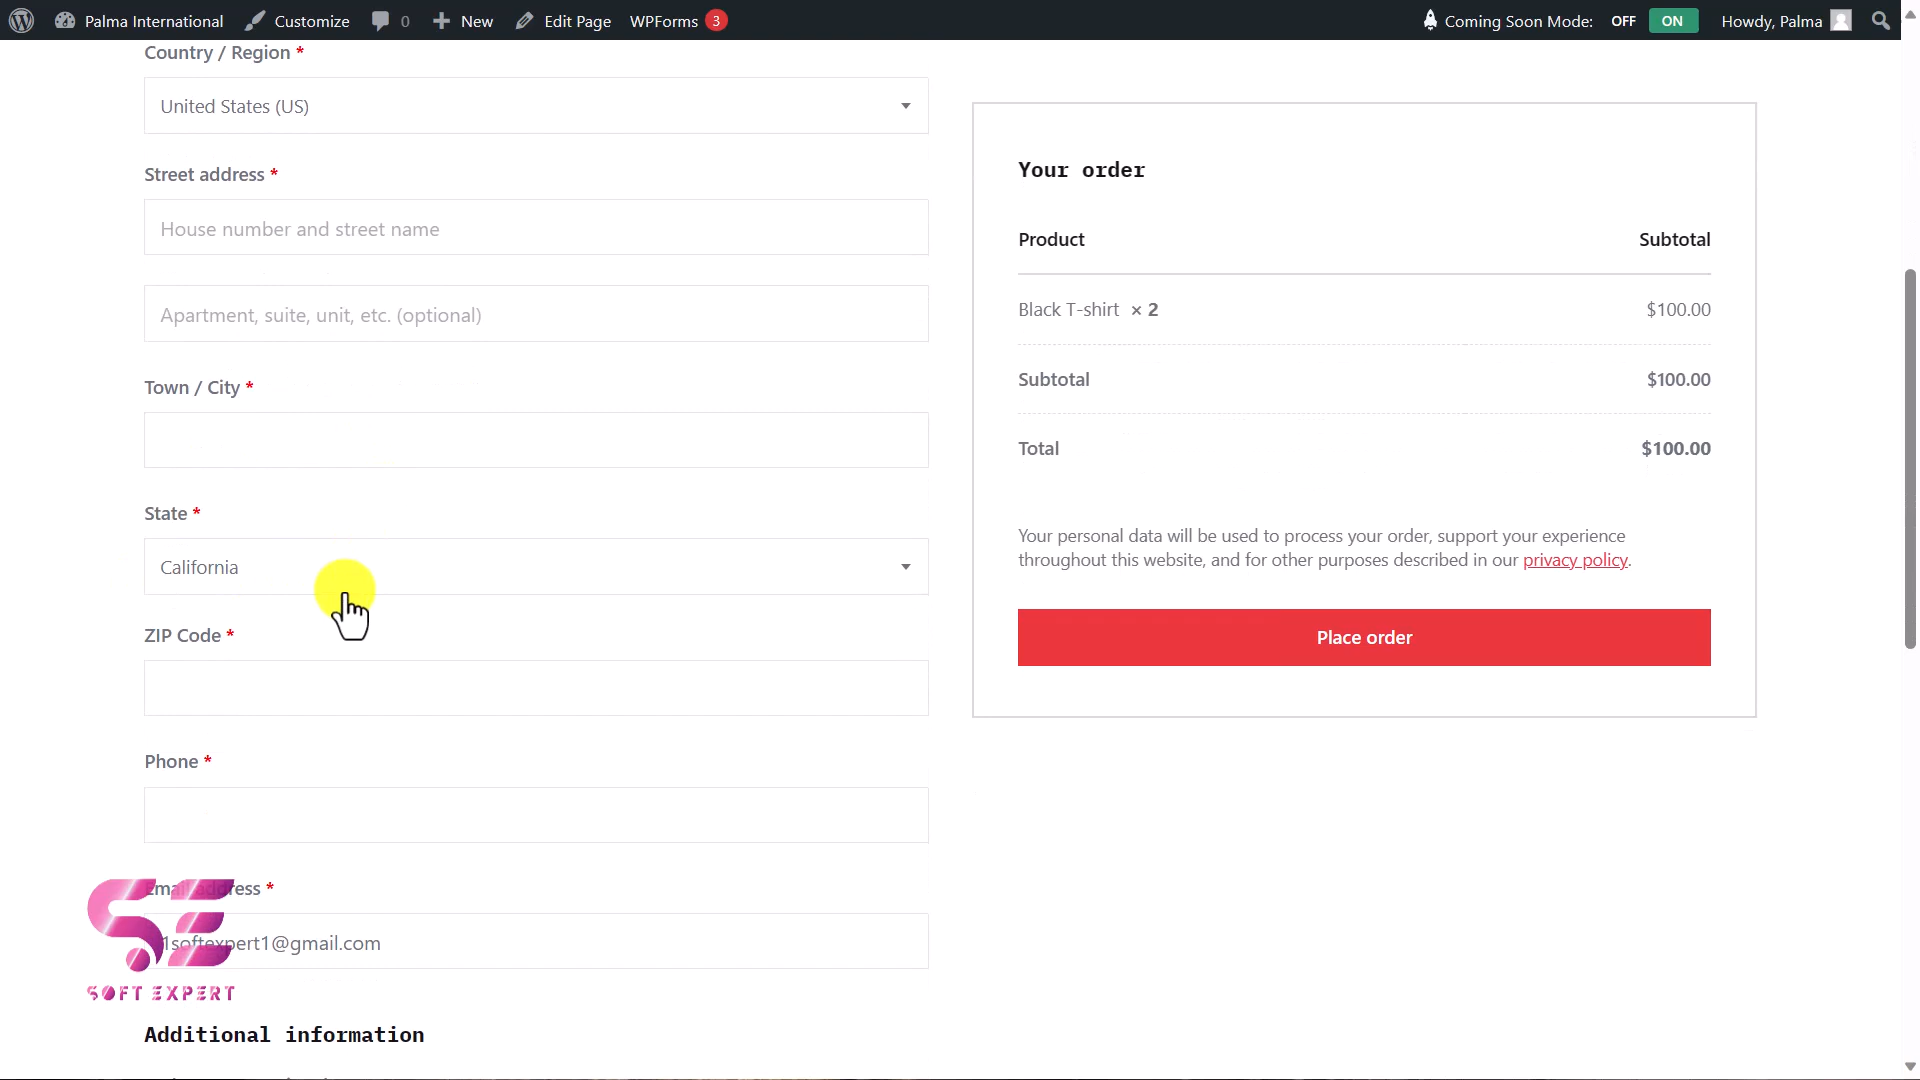 Palma International
Customize
0
New
Edit Page
WPForms
3
Coming Soon Mode:
OFF
ON
Howdy, Palma
Country / Region *
United States (US)
Street address *
House number and street name
Apartment, suite, unit, etc. (optional)
Town / City *
State *
California
ZIP Code *
Phone *
Email address *
1softexpert1@gmail.com
SOFT EXPERT
Additional information
Your order
Product
Subtotal
Black T-shirt × 2
$100.00
Subtotal
$100.00
Total
$100.00
Your personal data will be used to process your order, support your experience
throughout this website, and for other purposes described in our privacy policy.
Place order